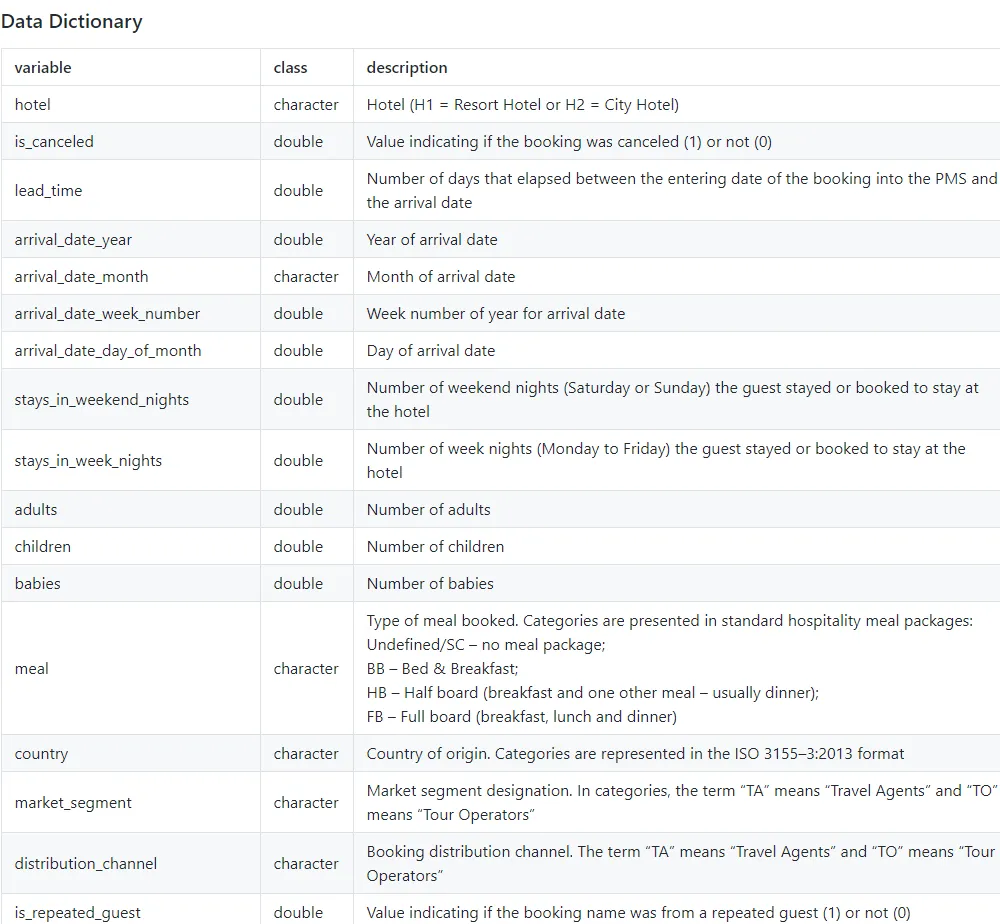 Data Dictionary
variable class description
hotel character Hotel (H1 = Resort Hotel or H2 = City Hotel)
is_canceled double Value indicating if the booking was canceled (1) or not (0)
lead_time double Number of days that elapsed between the entering date of the booking into the PMS and
the arrival date
arrival_date_year double Year of arrival date
arrival_date_month character Month of arrival date
arrival_date_week_number double Week number of year for arrival date
arrival_date_day_of_month double Day of arrival date
stays_in_weekend_nights double Number of weekend nights (Saturday or Sunday) the guest stayed or booked to stay at
the hotel
stays_in_week_nights double Number of week nights (Monday to Friday) the guest stayed or booked to stay at the
hotel
adults double Number of adults
children double Number of children
babies double Number of babies
meal character Type of meal booked. Categories are presented in standard hospitality meal packages:
Undefined/SC – no meal package;
BB – Bed & Breakfast;
HB – Half board (breakfast and one other meal – usually dinner);
FB – Full board (breakfast, lunch and dinner)
country character Country of origin. Categories are represented in the ISO 3155–3:2013 format
market_segment character Market segment designation. In categories, the term “TA” means “Travel Agents” and “TO”
means “Tour Operators”
distribution_channel character Booking distribution channel. The term “TA” means “Travel Agents” and “TO” means “Tour
Operators”
is_repeated_guest double Value indicating if the booking name was from a repeated guest (1) or not (0)